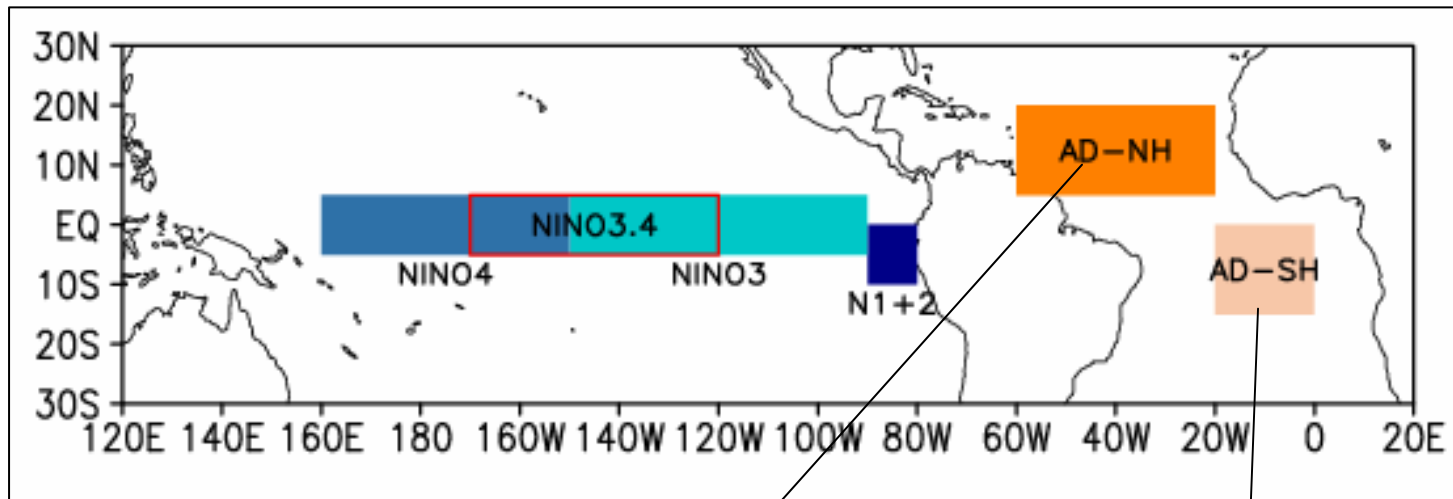 30N
20N
10N
EQ
10S
20S
30S
AD-NH
NINO3.4
NINO4
NINO3
N1+2
AD-SH
120E 140E 160E 180 160W 140W 120W 100W 80W 60W 40W 20W 0 20E